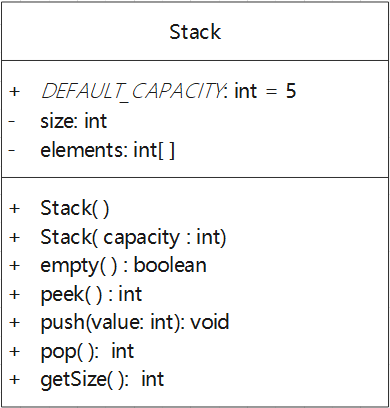 Stack
+ DEFAULT_CAPACITY: int = 5
- size: int
- elements: int[ ]
+ Stack( )
+ Stack( capacity : int)
+ empty( ) : boolean
+ peek( ) : int
+ push(value: int): void
+ pop( ): int
+ getSize( ): int